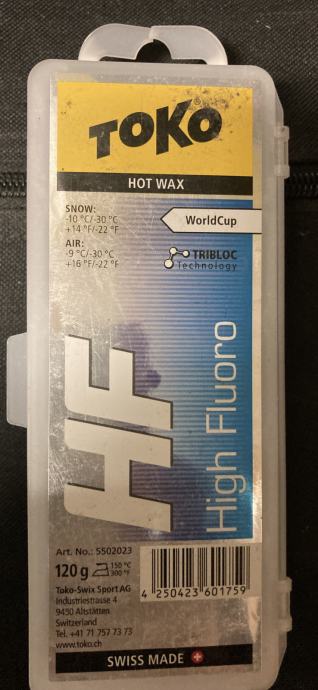 TOKO
HOT WAX
SNOW:
-10 °C/-30 °C
+14 °F/-22 °F
WorldCup
AIR:
-9 °C/-30 °C
+16 °F/-22 °F
TRIBLOC
Technology
HF
High Fluoro
Art. No.: 5502023
120 g 150 °C
300 °F
Toko-Swix Sport AG
Industriestrasse 4
9450 Altstätten
Switzerland
Tel. +41 71 757 73 73
www.toko.ch
4 250423 601759
SWISS MADE